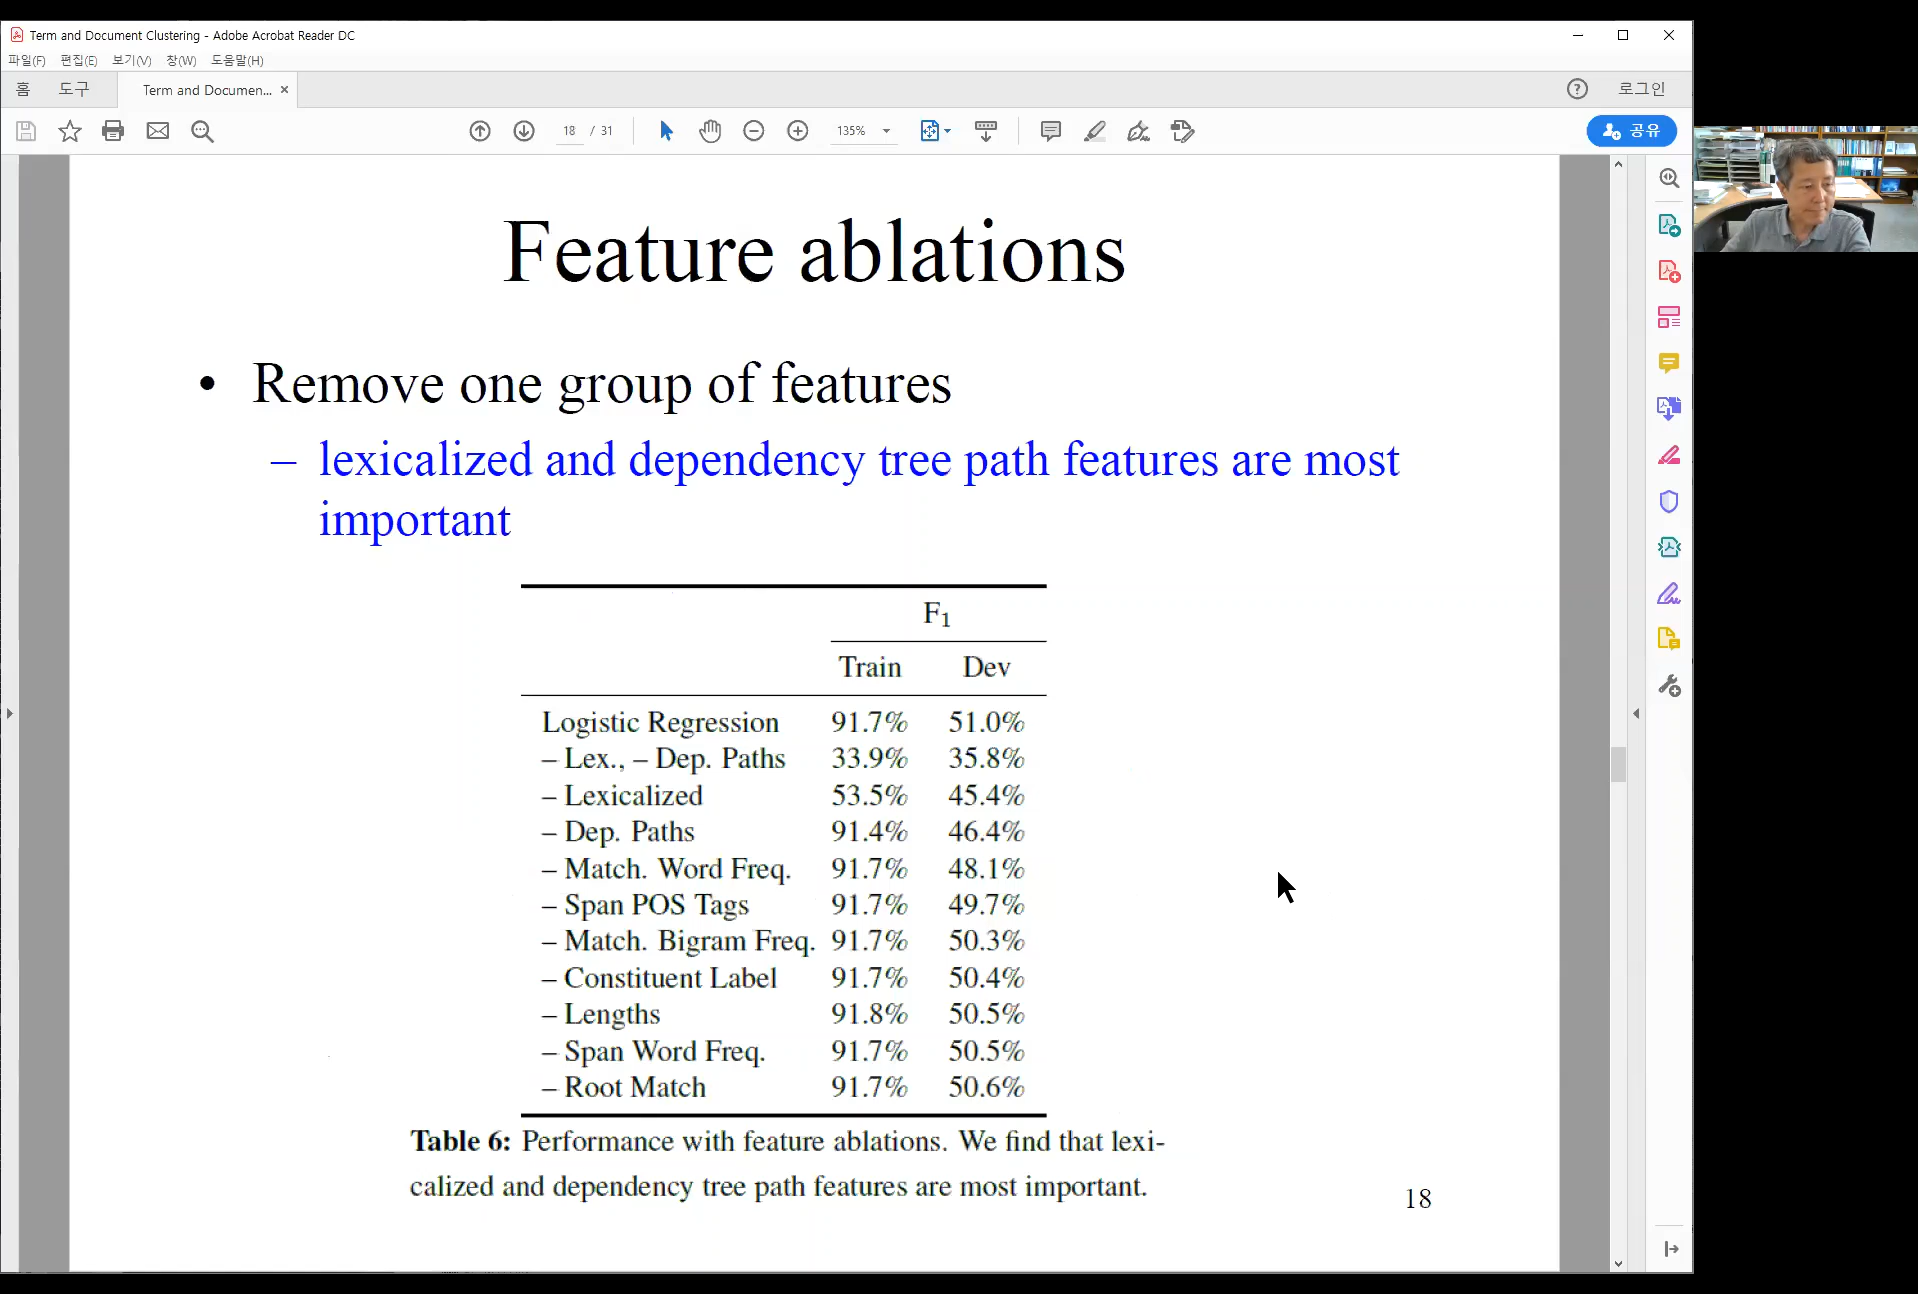 Term and Document Clustering - Adobe Acrobat Reader DC
파일(F) 편집(E) 보기(V) 창(W) 도움말(H)
홈 도구 Term and Documen... × 로그인
18 / 31 135% 공유
Feature ablations
• Remove one group of features
– lexicalized and dependency tree path features are most
important
F1
Train Dev
Logistic Regression 91.7% 51.0%
– Lex., – Dep. Paths 33.9% 35.8%
– Lexicalized 53.5% 45.4%
– Dep. Paths 91.4% 46.4%
– Match. Word Freq. 91.7% 48.1%
– Span POS Tags 91.7% 49.7%
– Match. Bigram Freq. 91.7% 50.3%
– Constituent Label 91.7% 50.4%
– Lengths 91.8% 50.5%
– Span Word Freq. 91.7% 50.5%
– Root Match 91.7% 50.6%
Table 6: Performance with feature ablations. We find that lexi-
calized and dependency tree path features are most important.
18